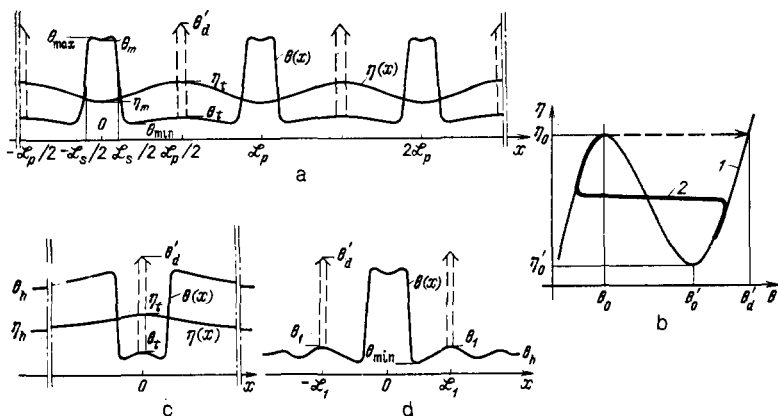 θmax
θm
θ'd
θ(x)
η(x)
ηt
ηm
θt
θmin
-ℒp/2
-ℒs/2
0
ℒs/2
ℒp/2
ℒp
2ℒp
x
a
η
η0
1
2
η'0
θ0
θ'0
θ'd
θ
b
θ'd
θh
ηt
θ(x)
ηh
θt
η(x)
0
x
c
θ'd
θ(x)
θ1
θmin
θ1
θh
-ℒ1
0
ℒ1
x
d